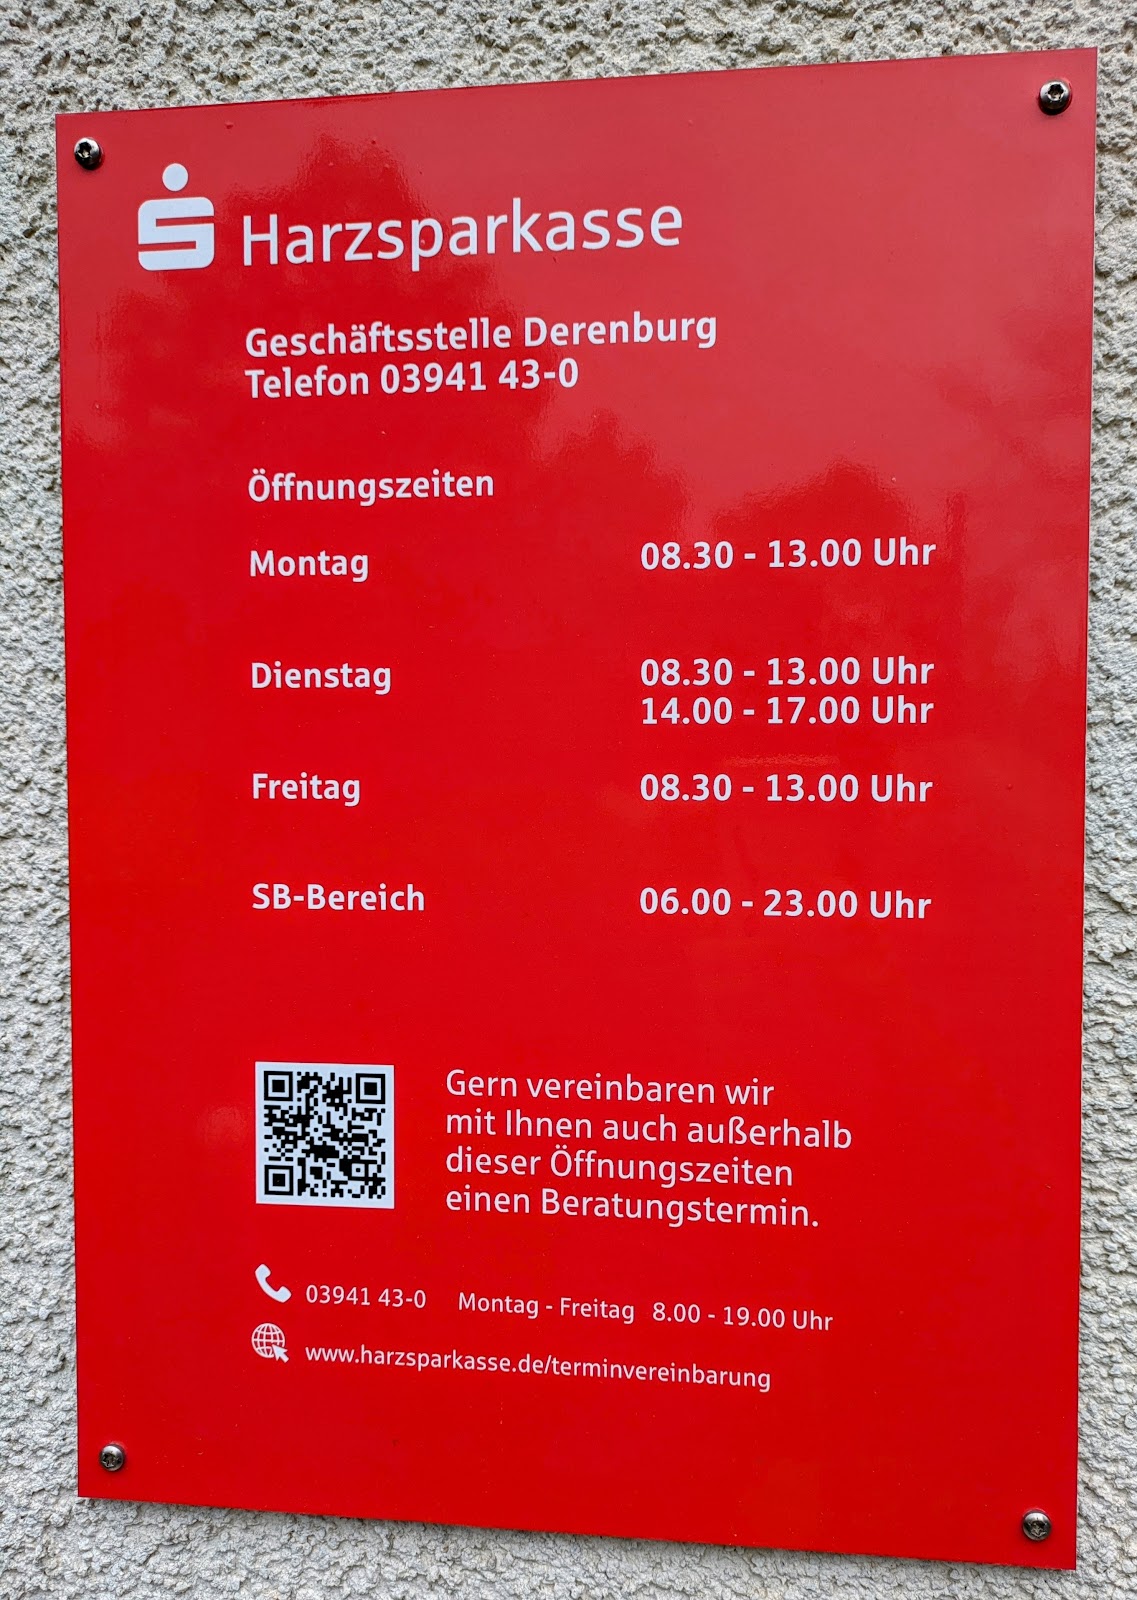 Harzsparkasse
Geschäftsstelle Derenburg
Telefon 03941 43-0
Öffnungszeiten
Montag 08.30 - 13.00 Uhr
Dienstag 08.30 - 13.00 Uhr
14.00 - 17.00 Uhr
Freitag 08.30 - 13.00 Uhr
SB-Bereich 06.00 - 23.00 Uhr
Gern vereinbaren wir
mit Ihnen auch außerhalb
dieser Öffnungszeiten
einen Beratungstermin.
03941 43-0 Montag - Freitag 8.00 - 19.00 Uhr
www.harzsparkasse.de/terminvereinbarung